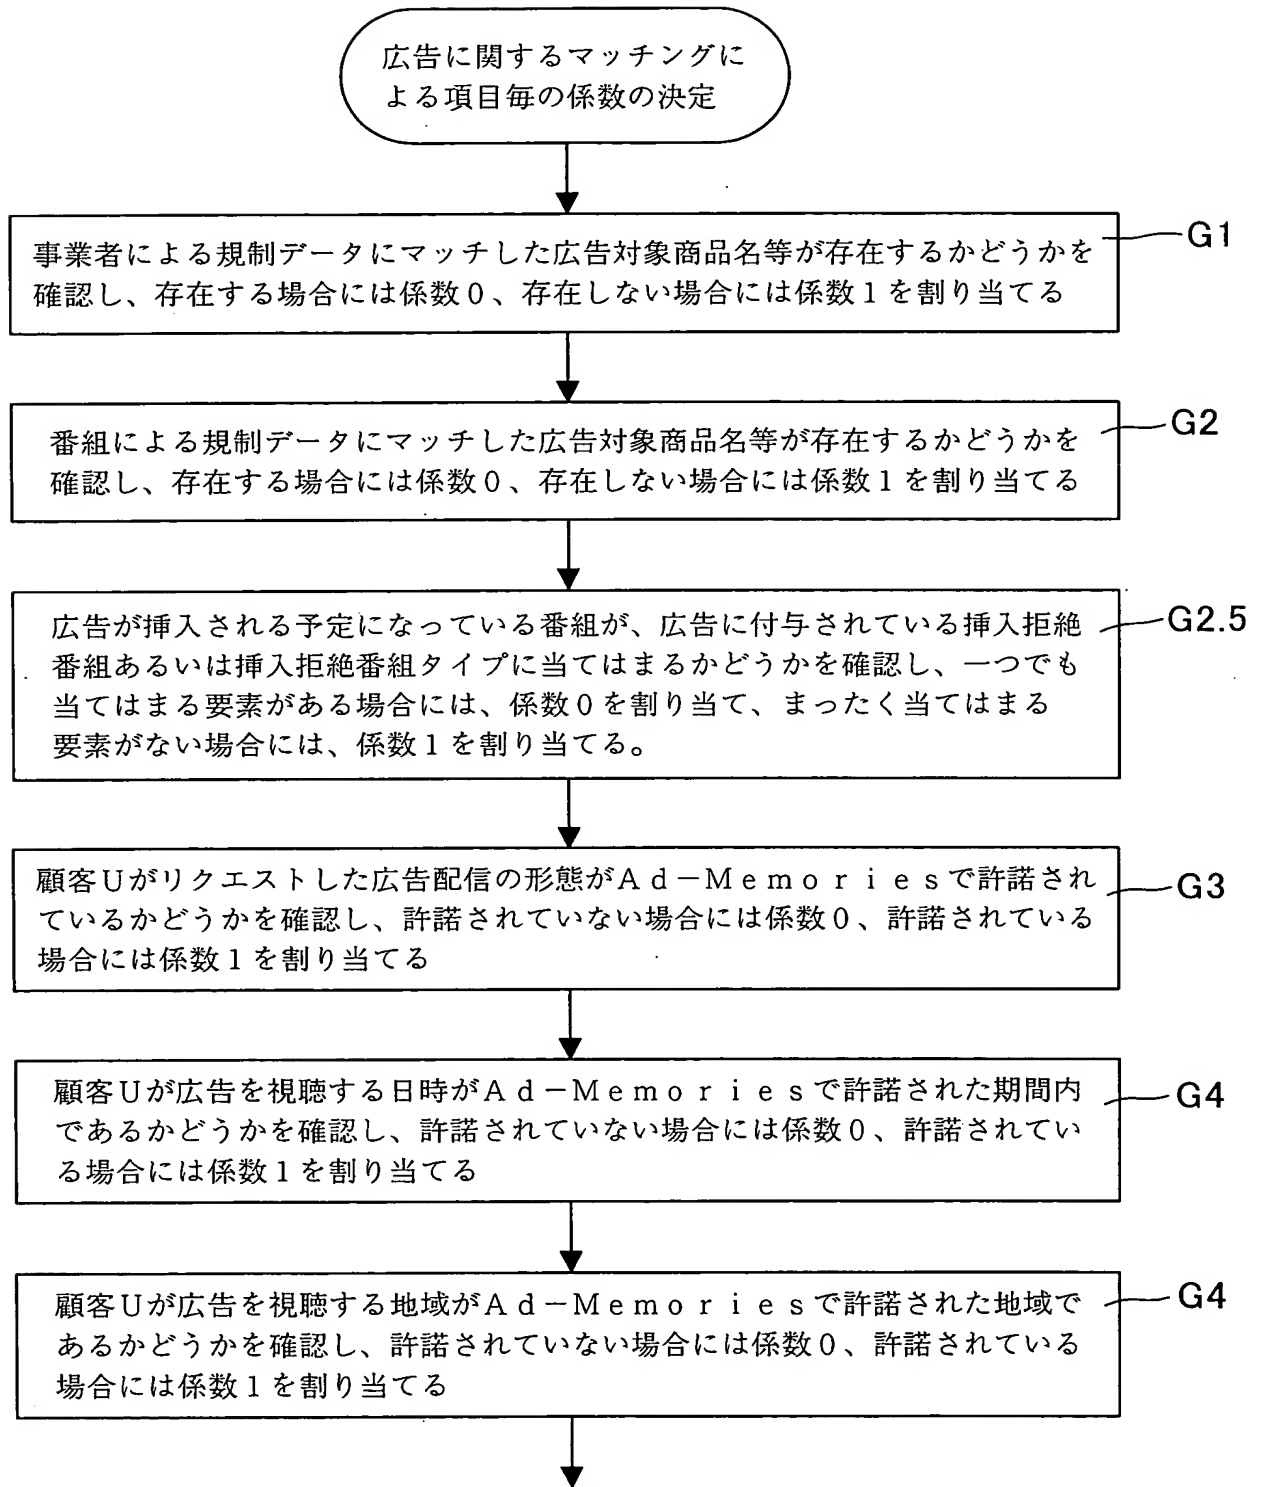 広告に関するマッチングに
よる項目毎の係数の決定
事業者による規制データにマッチした広告対象商品名等が存在するかどうかを
確認し、存在する場合には係数０、存在しない場合には係数１を割り当てる
G1
番組による規制データにマッチした広告対象商品名等が存在するかどうかを
確認し、存在する場合には係数０、存在しない場合には係数１を割り当てる
G2
広告が挿入される予定になっている番組が、広告に付与されている挿入拒絶
番組あるいは挿入拒絶番組タイプに当てはまるかどうかを確認し、一つでも
当てはまる要素がある場合には、係数０を割り当て、まったく当てはまる
要素がない場合には、係数１を割り当てる。
G2.5
顧客ＵがリクエストしたA広告配信の形態がＡｄ－Ｍｅｍｏｒｉｅｓで許諾され
ているかどうかを確認し、許諾されていない場合には係数０、許諾されている
場合には係数１を割り当てる
G3
顧客Ｕが広告を視聴する日時がＡｄ－Ｍｅｍｏｒｉｅｓで許諾された期間内
であるかどうかを確認し、許諾されていない場合には係数０、許諾されてい
る場合には係数１を割り当てる
G4
顧客Ｕが広告を視聴する地域がＡｄ－Ｍｅｍｏｒｉｅｓで許諾された地域で
あるかどうかを確認し、許諾されていない場合には係数０、許諾されている
場合には係数１を割り当てる
G4